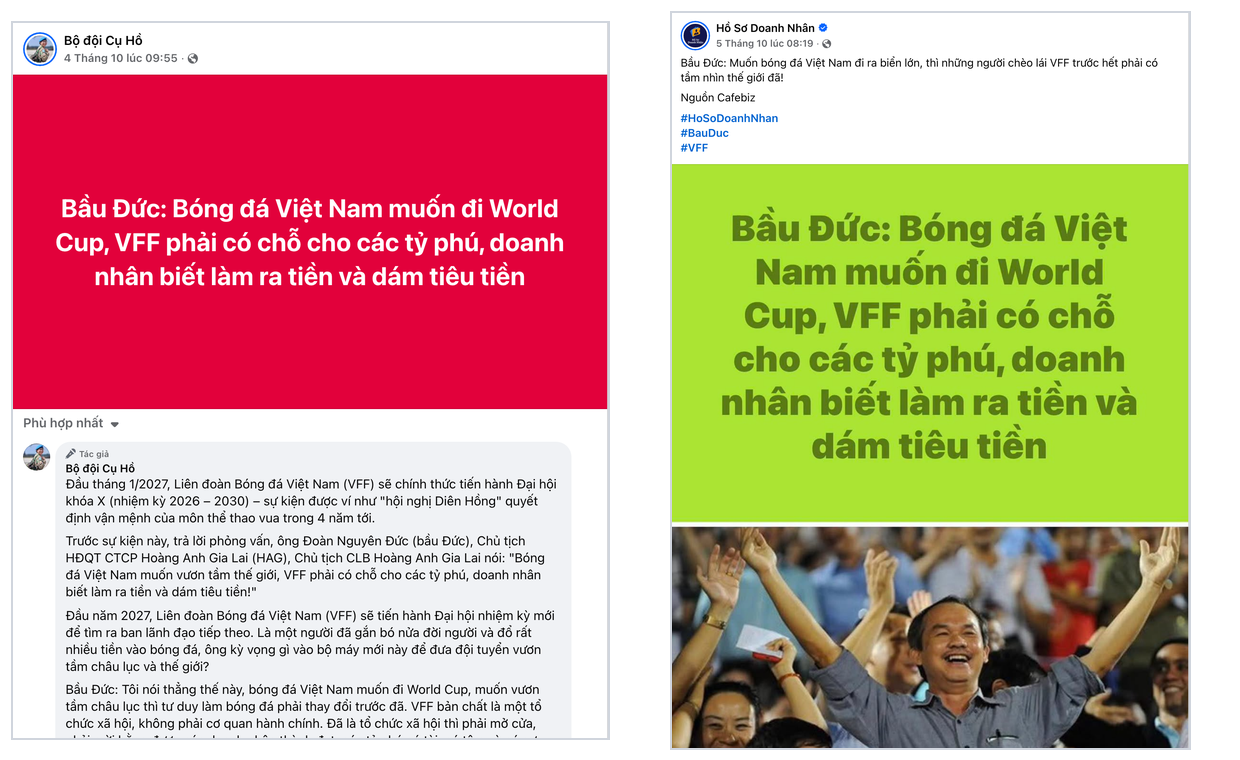 Bộ đội Cụ Hồ
4 Tháng 10 lúc 09:55 ·
Bầu Đức: Bóng đá Việt Nam muốn đi World
Cup, VFF phải có chỗ cho các tỷ phú, doanh
nhân biết làm ra tiền và dám tiêu tiền
Phù hợp nhất
Tác giả
Bộ đội Cụ Hồ
Đầu tháng 1/2027, Liên đoàn Bóng đá Việt Nam (VFF) sẽ chính thức tiến hành Đại hội
khóa X (nhiệm kỳ 2026 – 2030) – sự kiện được ví như "hội nghị Diên Hồng" quyết
định vận mệnh của môn thể thao vua trong 4 năm tới.
Trước sự kiện này, trả lời phỏng vấn, ông Đoàn Nguyên Đức (bầu Đức), Chủ tịch
HĐQT CTCP Hoàng Anh Gia Lai (HAG), Chủ tịch CLB Hoàng Anh Gia Lai nói: "Bóng
đá Việt Nam muốn vươn tầm thế giới, VFF phải có chỗ cho các tỷ phú, doanh nhân
biết làm ra tiền và dám tiêu tiền!"
Đầu năm 2027, Liên đoàn Bóng đá Việt Nam (VFF) sẽ tiến hành Đại hội nhiệm kỳ mới
để tìm ra ban lãnh đạo tiếp theo. Là một người đã gắn bó nửa đời người và đổ rất
nhiều tiền vào bóng đá, ông kỳ vọng gì vào bộ máy mới này để đưa đội tuyển vươn
tầm châu lục và thế giới?
Bầu Đức: Tôi nói thẳng thế này, bóng đá Việt Nam muốn đi World Cup, muốn vươn
tầm châu lục thì tư duy làm bóng đá phải thay đổi trước đã. VFF bản chất là một tổ
chức xã hội, không phải cơ quan hành chính. Đã là tổ chức xã hội thì phải mở cửa,
Hồ Sơ Doanh Nhân
5 Tháng 10 lúc 08:19 ·
Bầu Đức: Muốn bóng đá Việt Nam đi ra biển lớn, thì những người chèo lái VFF trước hết phải có
tầm nhìn thế giới đã!
Nguồn Cafebiz
#HoSoDoanhNhan
#BauDuc
#VFF
Bầu Đức: Bóng đá Việt
Nam muốn đi World
Cup, VFF phải có chỗ
cho các tỷ phú, doanh
nhân biết làm ra tiền và
dám tiêu tiền